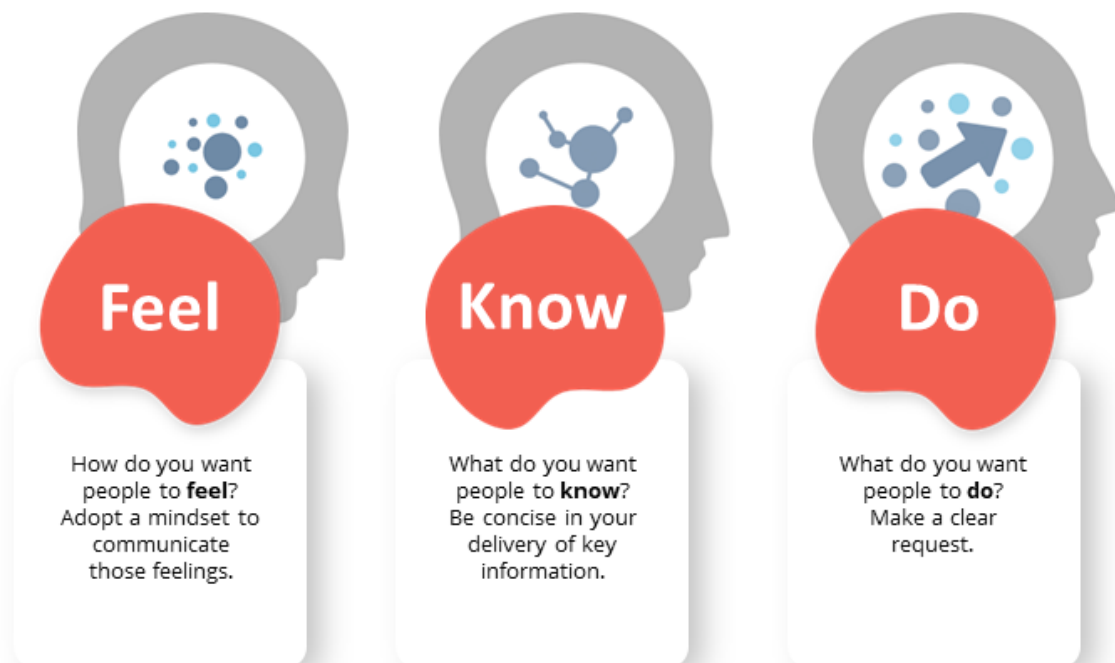 Feel
How do you want
people to feel?
Adopt a mindset to
communicate
those feelings.
Know
What do you want
people to know?
Be concise in your
delivery of key
information.
Do
What do you want
people to do?
Make a clear
request.